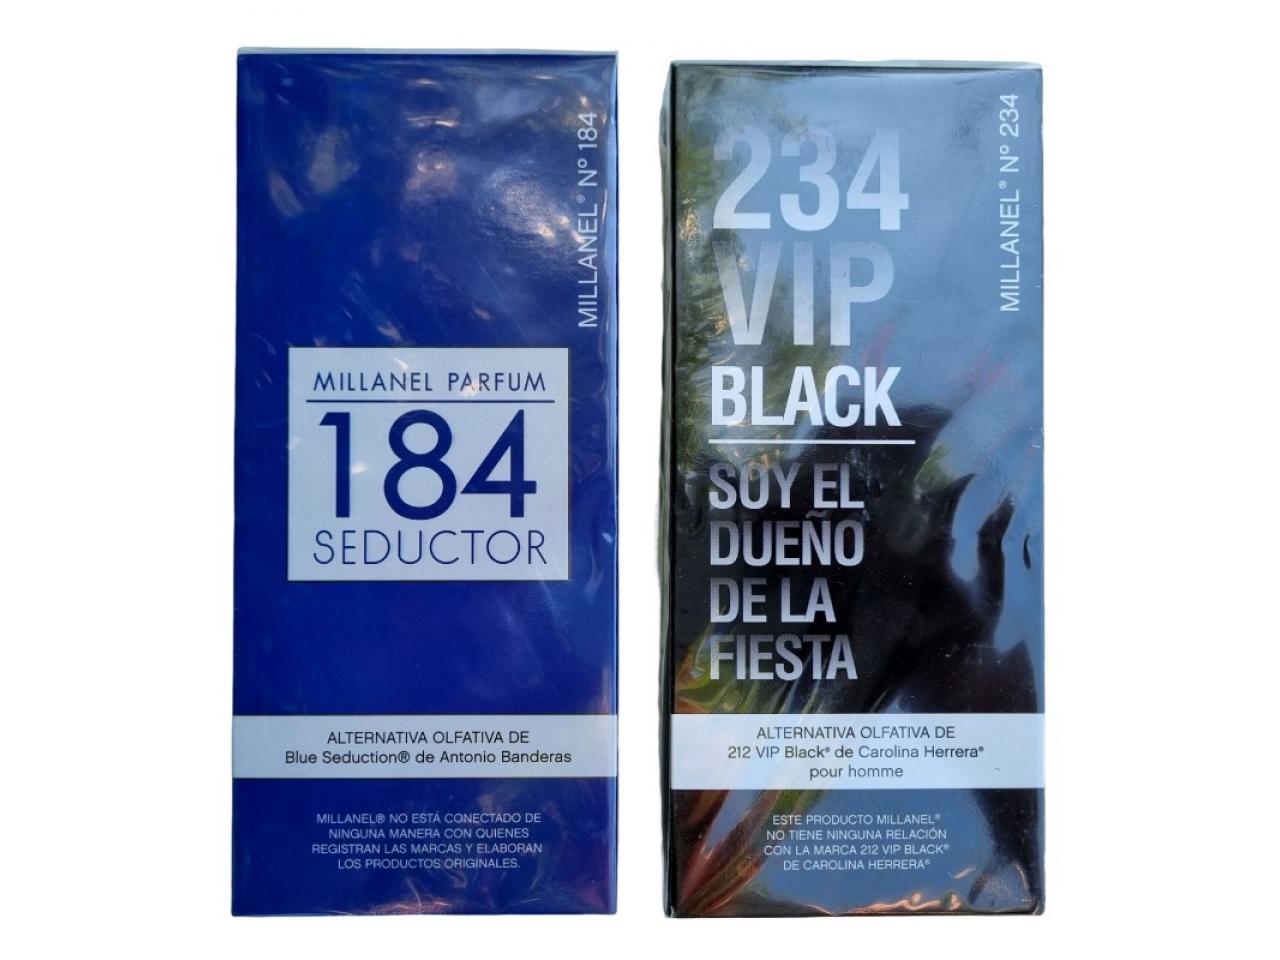 MILLANEL® Nº 184
MILLANEL PARFUM
184
SEDUCTOR
ALTERNATIVA OLFATIVA DE
Blue Seduction® de Antonio Banderas
MILLANEL® NO ESTÁ CONECTADO DE
NINGUNA MANERA CON QUIENES
REGISTRAN LAS MARCAS Y ELABORAN
LOS PRODUCTOS ORIGINALES.
MILLANEL® Nº 234
234
VIP
BLACK
SOY EL
DUEÑO
DE LA
FIESTA
ALTERNATIVA OLFATIVA DE
212 VIP Black® de Carolina Herrera®
pour homme
ESTE PRODUCTO MILLANEL®
NO TIENE NINGUNA RELACIÓN
CON LA MARCA 212 VIP BLACK®
DE CAROLINA HERRERA®